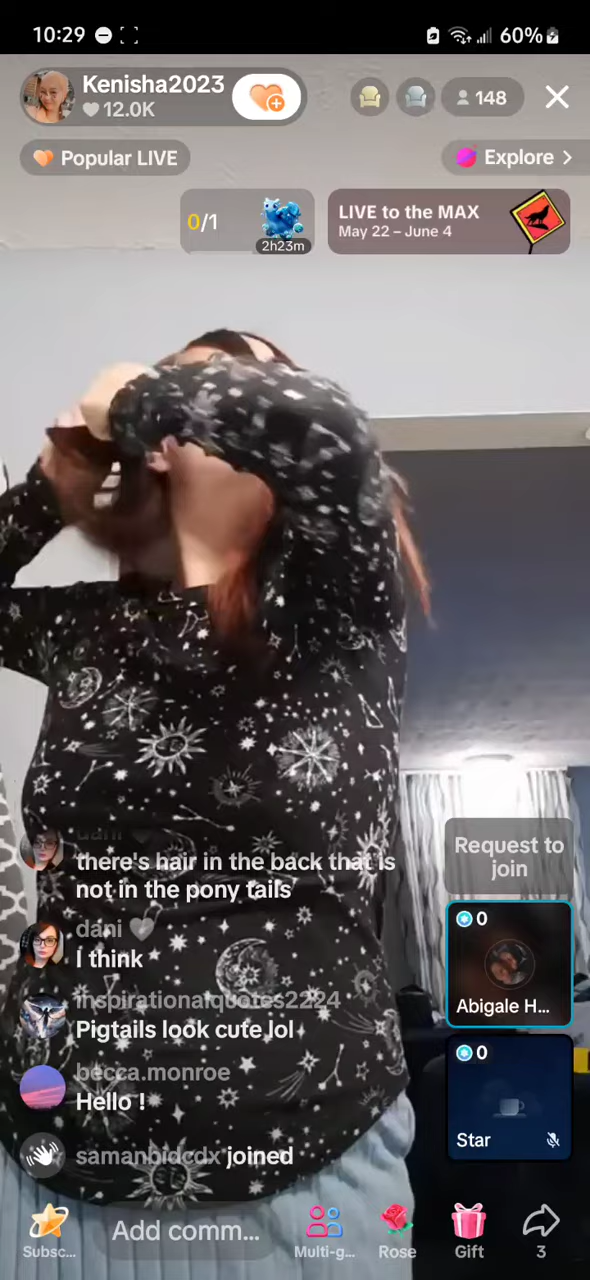 10:29
60%
Kenisha2023
12.0K
148
Popular LIVE
Explore >
0/1
2h23m
LIVE to the MAX
May 22 – June 4
dani
there's hair in the back that is
not in the pony tails
dani
I think
inspirationalquotes2224
Pigtails look cute lol
becca.monroe
Hello !
samanbidcdx joined
Request to
join
0
Abigale H...
0
Star
Add comm...
Subsc...
Multi-g...
Rose
Gift
3